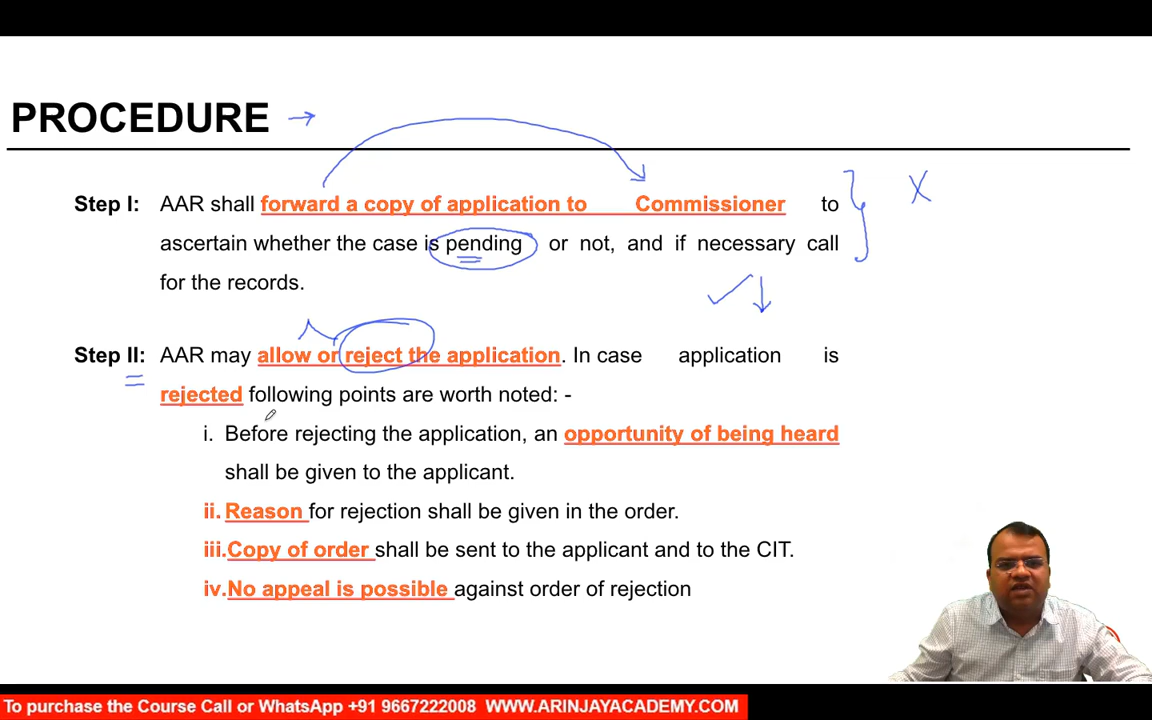 PROCEDURE
Step I: AAR shall forward a copy of application to Commissioner to
ascertain whether the case is pending or not, and if necessary call
for the records.
X
Step II: AAR may allow or reject the application. In case application is
rejected following points are worth noted: -
i. Before rejecting the application, an opportunity of being heard
shall be given to the applicant.
ii. Reason for rejection shall be given in the order.
iii.Copy of order shall be sent to the applicant and to the CIT.
iv.No appeal is possible against order of rejection
To purchase the Course Call or WhatsApp +91 9667222008 WWW.ARINJAYACADEMY.COM